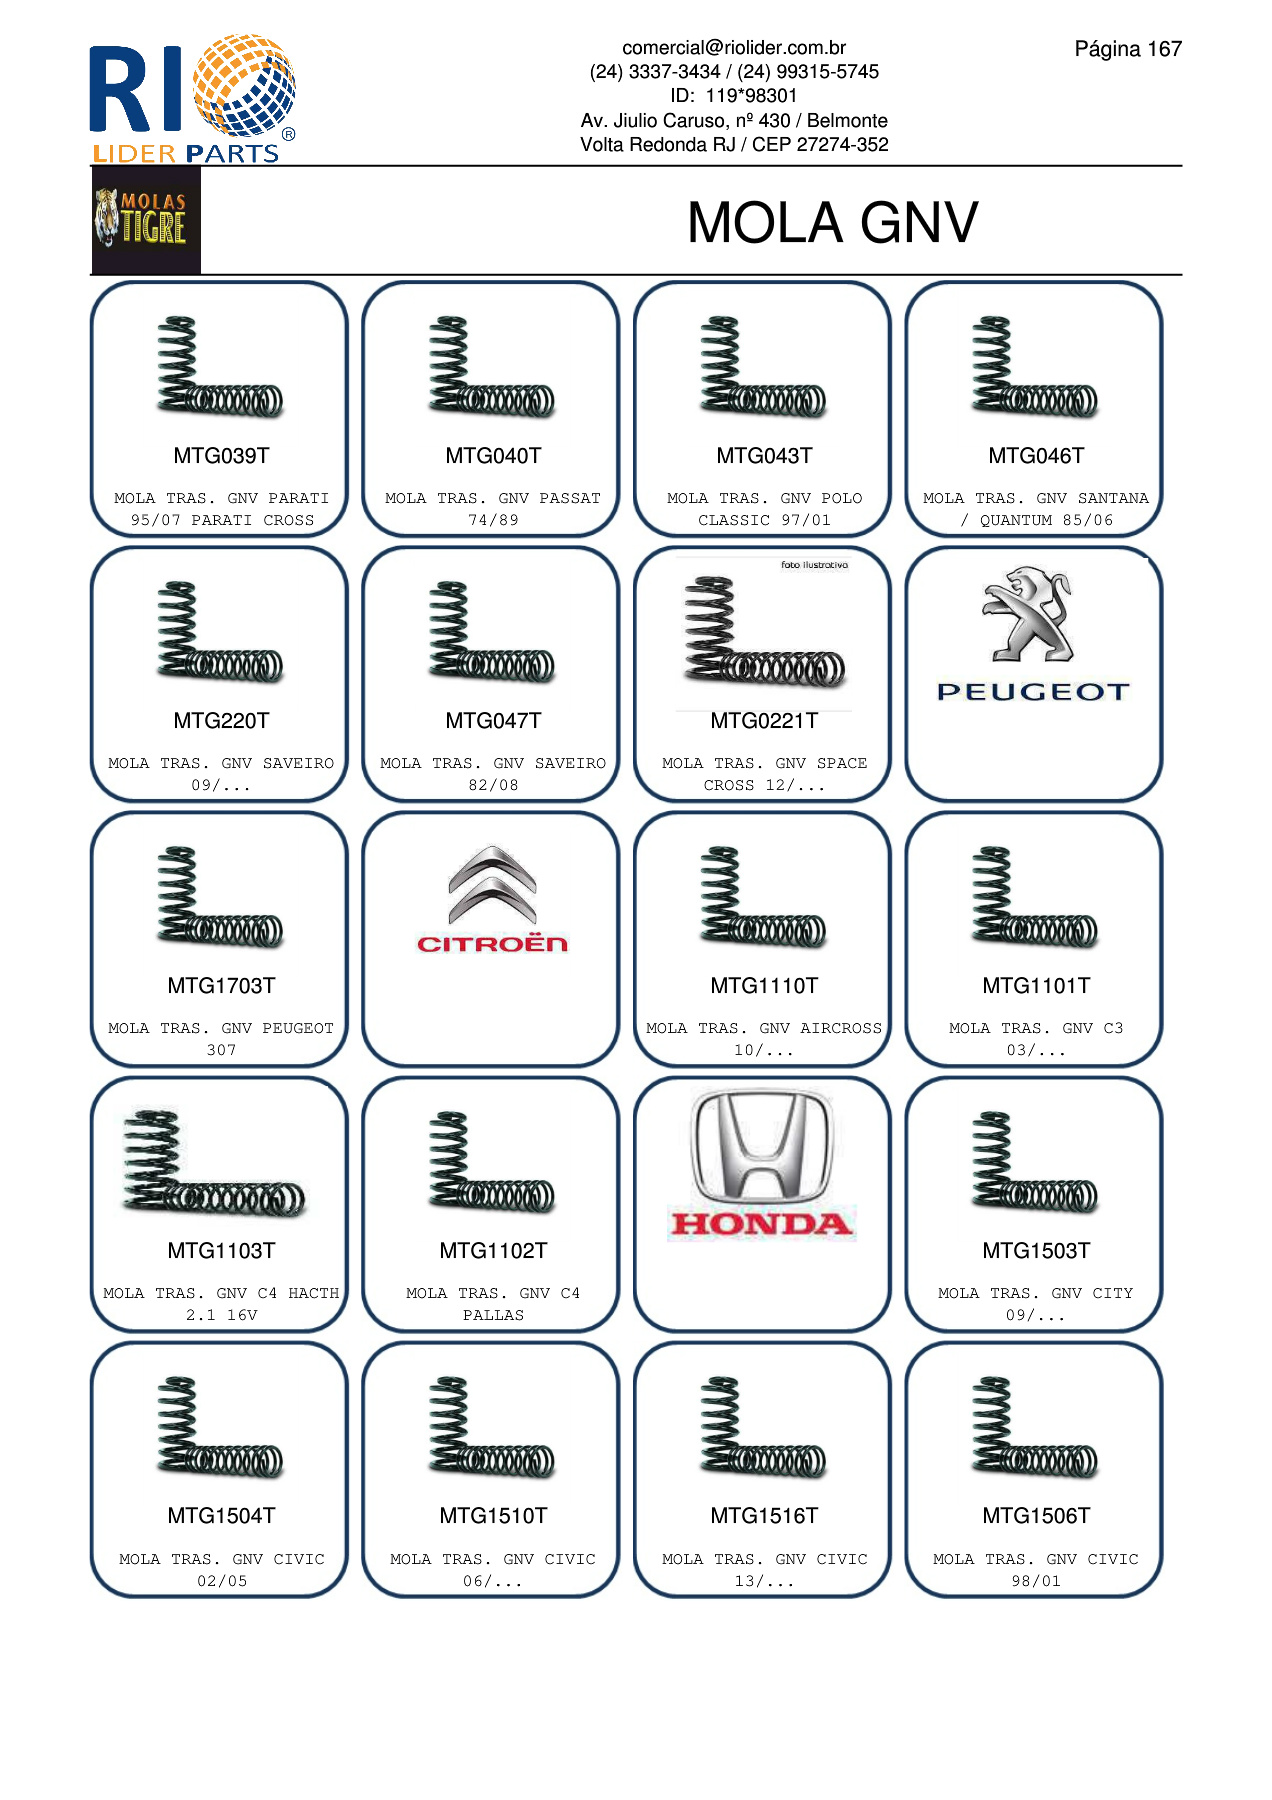 RIO
LIDER PARTS
®
comercial@riolider.com.br
(24) 3337-3434 / (24) 99315-5745
ID: 119*98301
Av. Jiulio Caruso, nº 430 / Belmonte
Volta Redonda RJ / CEP 27274-352
Página 167
MOLAS
TIGRE
MOLA GNV
MTG039T
MOLA TRAS. GNV PARATI
95/07 PARATI CROSS
MTG040T
MOLA TRAS. GNV PASSAT
74/89
MTG043T
MOLA TRAS. GNV POLO
CLASSIC 97/01
MTG046T
MOLA TRAS. GNV SANTANA
/ QUANTUM 85/06
MTG220T
MOLA TRAS. GNV SAVEIRO
09/...
MTG047T
MOLA TRAS. GNV SAVEIRO
82/08
foto ilustrativa
MTG0221T
MOLA TRAS. GNV SPACE
CROSS 12/...
PEUGEOT
MTG1703T
MOLA TRAS. GNV PEUGEOT
307
CITROËN
MTG1110T
MOLA TRAS. GNV AIRCROSS
10/...
MTG1101T
MOLA TRAS. GNV C3
03/...
MTG1103T
MOLA TRAS. GNV C4 HACTH
2.1 16V
MTG1102T
MOLA TRAS. GNV C4
PALLAS
HONDA
MTG1503T
MOLA TRAS. GNV CITY
09/...
MTG1504T
MOLA TRAS. GNV CIVIC
02/05
MTG1510T
MOLA TRAS. GNV CIVIC
06/...
MTG1516T
MOLA TRAS. GNV CIVIC
13/...
MTG1506T
MOLA TRAS. GNV CIVIC
98/01